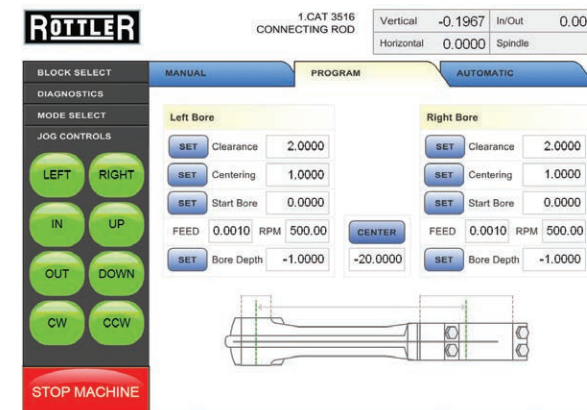 ROTTLER
1.CAT 3516
CONNECTING ROD
Vertical -0.1967 In/Out 0.00
Horizontal 0.0000 Spindle
BLOCK SELECT
DIAGNOSTICS
MODE SELECT
JOG CONTROLS
LEFT RIGHT
IN UP
OUT DOWN
CW CCW
STOP MACHINE
MANUAL PROGRAM AUTOMATIC
Left Bore
SET Clearance 2.0000
SET Centering 1.0000
SET Start Bore 0.0000
FEED 0.0010 RPM 500.00
SET Bore Depth -1.0000
CENTER
-20.0000
Right Bore
SET Clearance 2.0000
SET Centering 1.0000
SET Start Bore 0.0000
FEED 0.0010 RPM 500.00
SET Bore Depth -1.0000